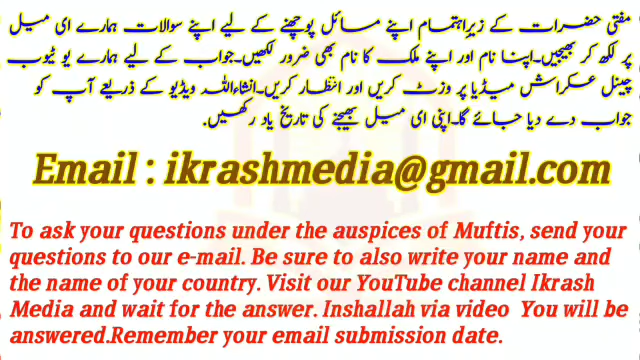 مفتی حضرات کے زیرِاہتمام اپنے مسائل پوچھنے کے لیے اپنے سوالات ہمارے ای میل
پر لکھ کر بھیجیں۔اپنا نام اور اپنے ملک کا نام بھی ضرور لکھیں۔جواب کے لیے ہمارے یو ٹیوب
چینل عکراش میڈیا پر وزٹ کریں اور انتظار کریں۔انشاءاللہ ویڈیو کے ذریعے آپ کو
جواب دے دیا جائے گا۔اپنی ای میل بھیجنے کی تاریخ یاد رکھیں.
Email : ikrashmedia@gmail.com
To ask your questions under the auspices of Muftis, send your
questions to our e-mail. Be sure to also write your name and
the name of your country. Visit our YouTube channel Ikrash
Media and wait for the answer. Inshallah via video You will be
answered.Remember your email submission date.